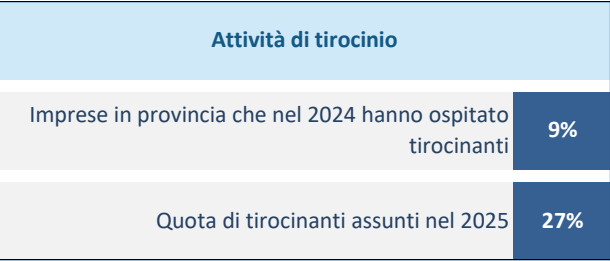 Attività di tirocinio
Imprese in provincia che nel 2024 hanno ospitato
tirocinanti
9%
Quota di tirocinanti assunti nel 2025
27%